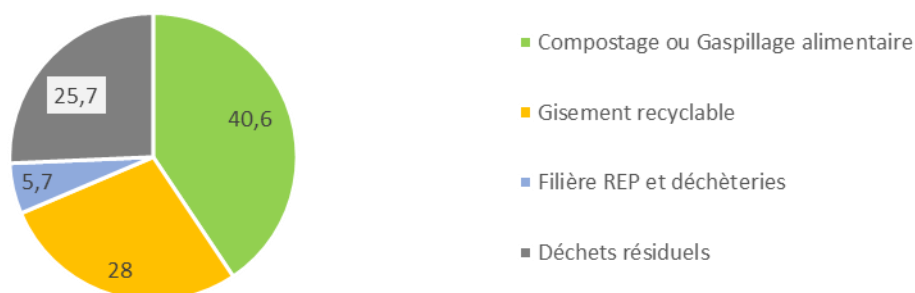 Compostage ou Gaspillage alimentaire
25,7
40,6
Gisement recyclable
5,7
Filière REP et déchèteries
28
Déchets résiduels